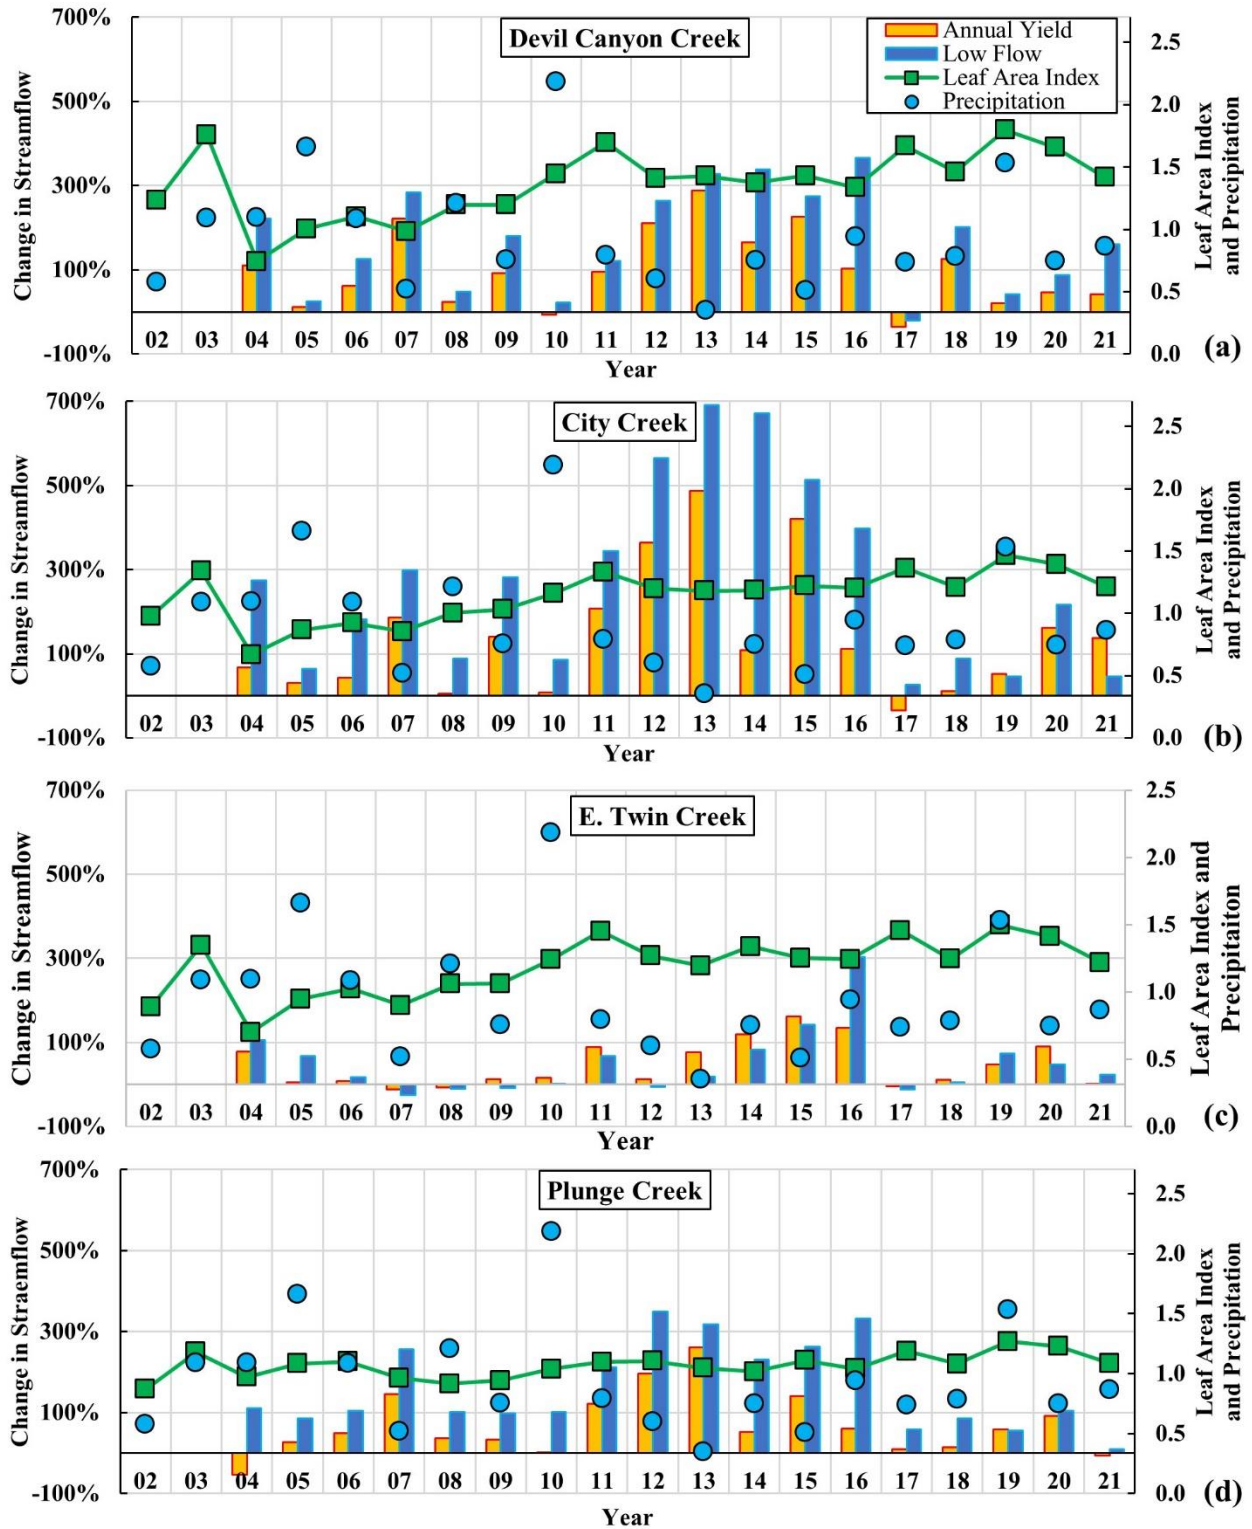 700%
500%
300%
100%
-100%
Change in Streamflow
Devil Canyon Creek
Annual Yield
Low Flow
Leaf Area Index
Precipitation
2.5
2.0
1.5
1.0
0.5
0.0
Leaf Area Index
and Precipitation
02 03 04 05 06 07 08 09 10 11 12 13 14 15 16 17 18 19 20 21
Year
(a)
700%
500%
300%
100%
-100%
Change in Streamflow
City Creek
2.5
2.0
1.5
1.0
0.5
0.0
Leaf Area Index
and Precipitation
02 03 04 05 06 07 08 09 10 11 12 13 14 15 16 17 18 19 20 21
Year
(b)
700%
500%
300%
100%
-100%
Change in Streamflow
E. Twin Creek
2.5
2.0
1.5
1.0
0.5
0.0
Leaf Area Index and
Precipitaiton
02 03 04 05 06 07 08 09 10 11 12 13 14 15 16 17 18 19 20 21
Year
(c)
700%
500%
300%
100%
-100%
Change in Straemflow
Plunge Creek
2.5
2.0
1.5
1.0
0.5
0.0
Leaf Area Index
and Precipitation
02 03 04 05 06 07 08 09 10 11 12 13 14 15 16 17 18 19 20 21
Year
(d)